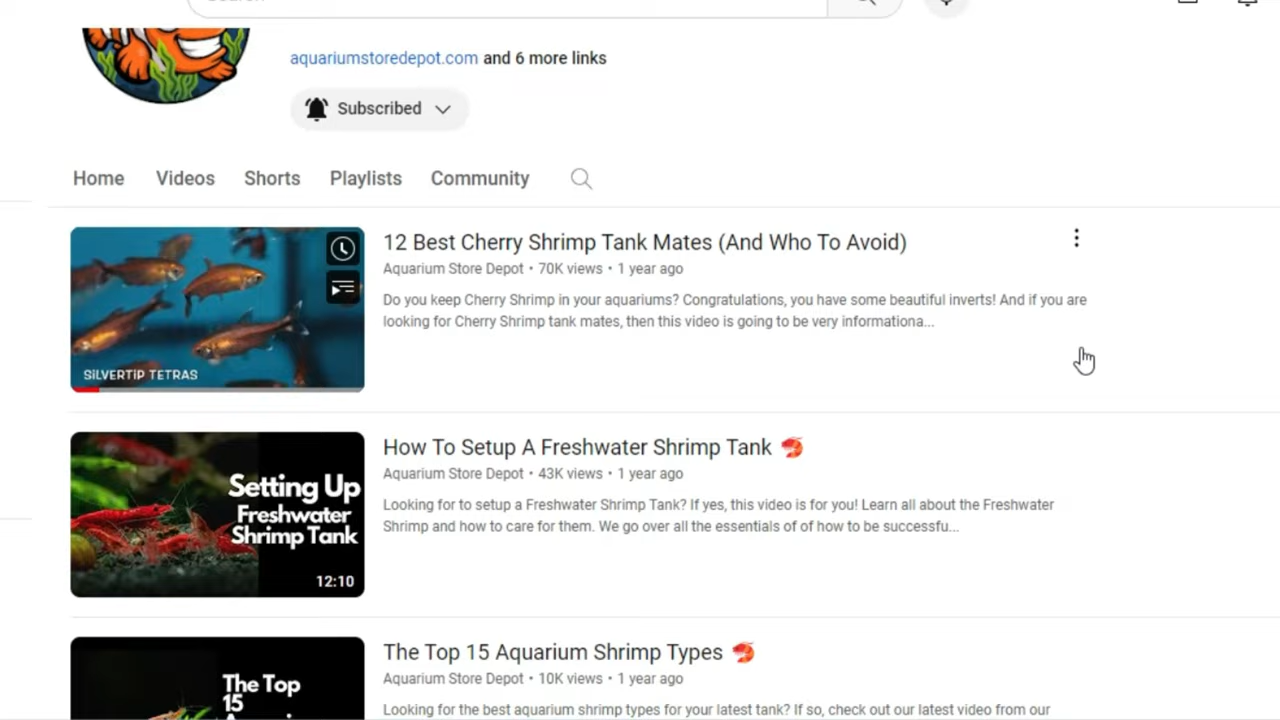 aquariumstoredepot.com and 6 more links
Subscribed
Home Videos Shorts Playlists Community
SILVERTIP TETRAS
12 Best Cherry Shrimp Tank Mates (And Who To Avoid)
Aquarium Store Depot • 70K views • 1 year ago
Do you keep Cherry Shrimp in your aquariums? Congratulations, you have some beautiful inverts! And if you are
looking for Cherry Shrimp tank mates, then this video is going to be very informationa...
Setting Up
Freshwater
Shrimp Tank
12:10
How To Setup A Freshwater Shrimp Tank 🦐
Aquarium Store Depot • 43K views • 1 year ago
Looking for to setup a Freshwater Shrimp Tank? If yes, this video is for you! Learn all about the Freshwater
Shrimp and how to care for them. We go over all the essentials of of how to be successfu...
The Top
15
The Top 15 Aquarium Shrimp Types 🦐
Aquarium Store Depot • 10K views • 1 year ago
Looking for the best aquarium shrimp types for your latest tank? If so, check out our latest video from our